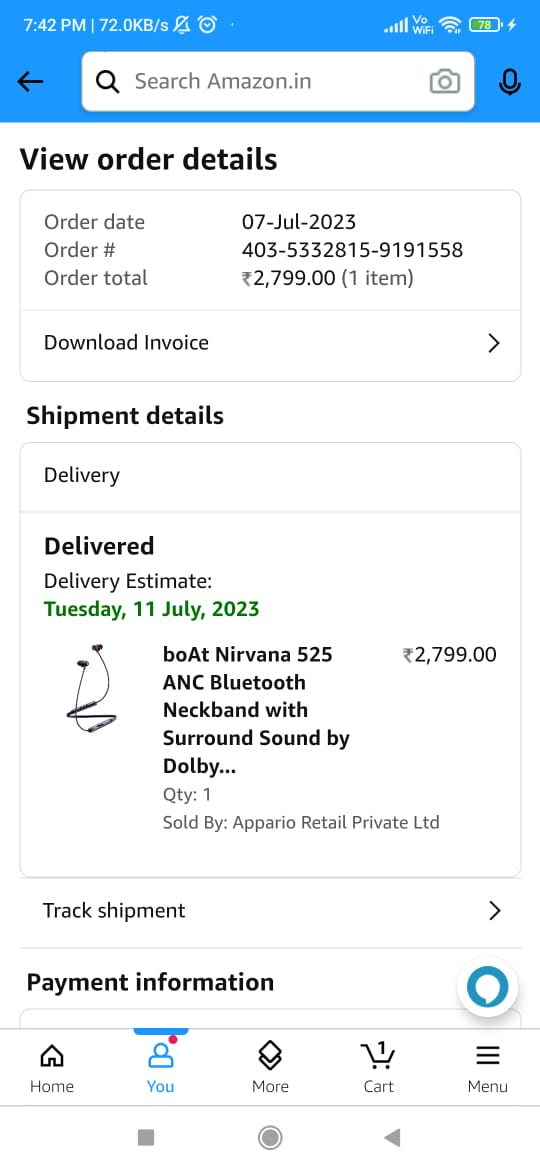 7:42 PM | 72.0KB/s
Vo WiFi
78
Search Amazon.in
View order details
Order date 07-Jul-2023
Order # 403-5332815-9191558
Order total ₹2,799.00 (1 item)
Download Invoice
Shipment details
Delivery
Delivered
Delivery Estimate:
Tuesday, 11 July, 2023
boAt Nirvana 525 ₹2,799.00
ANC Bluetooth
Neckband with
Surround Sound by
Dolby...
Qty: 1
Sold By: Appario Retail Private Ltd
Track shipment
Payment information
1
Home You More Cart Menu